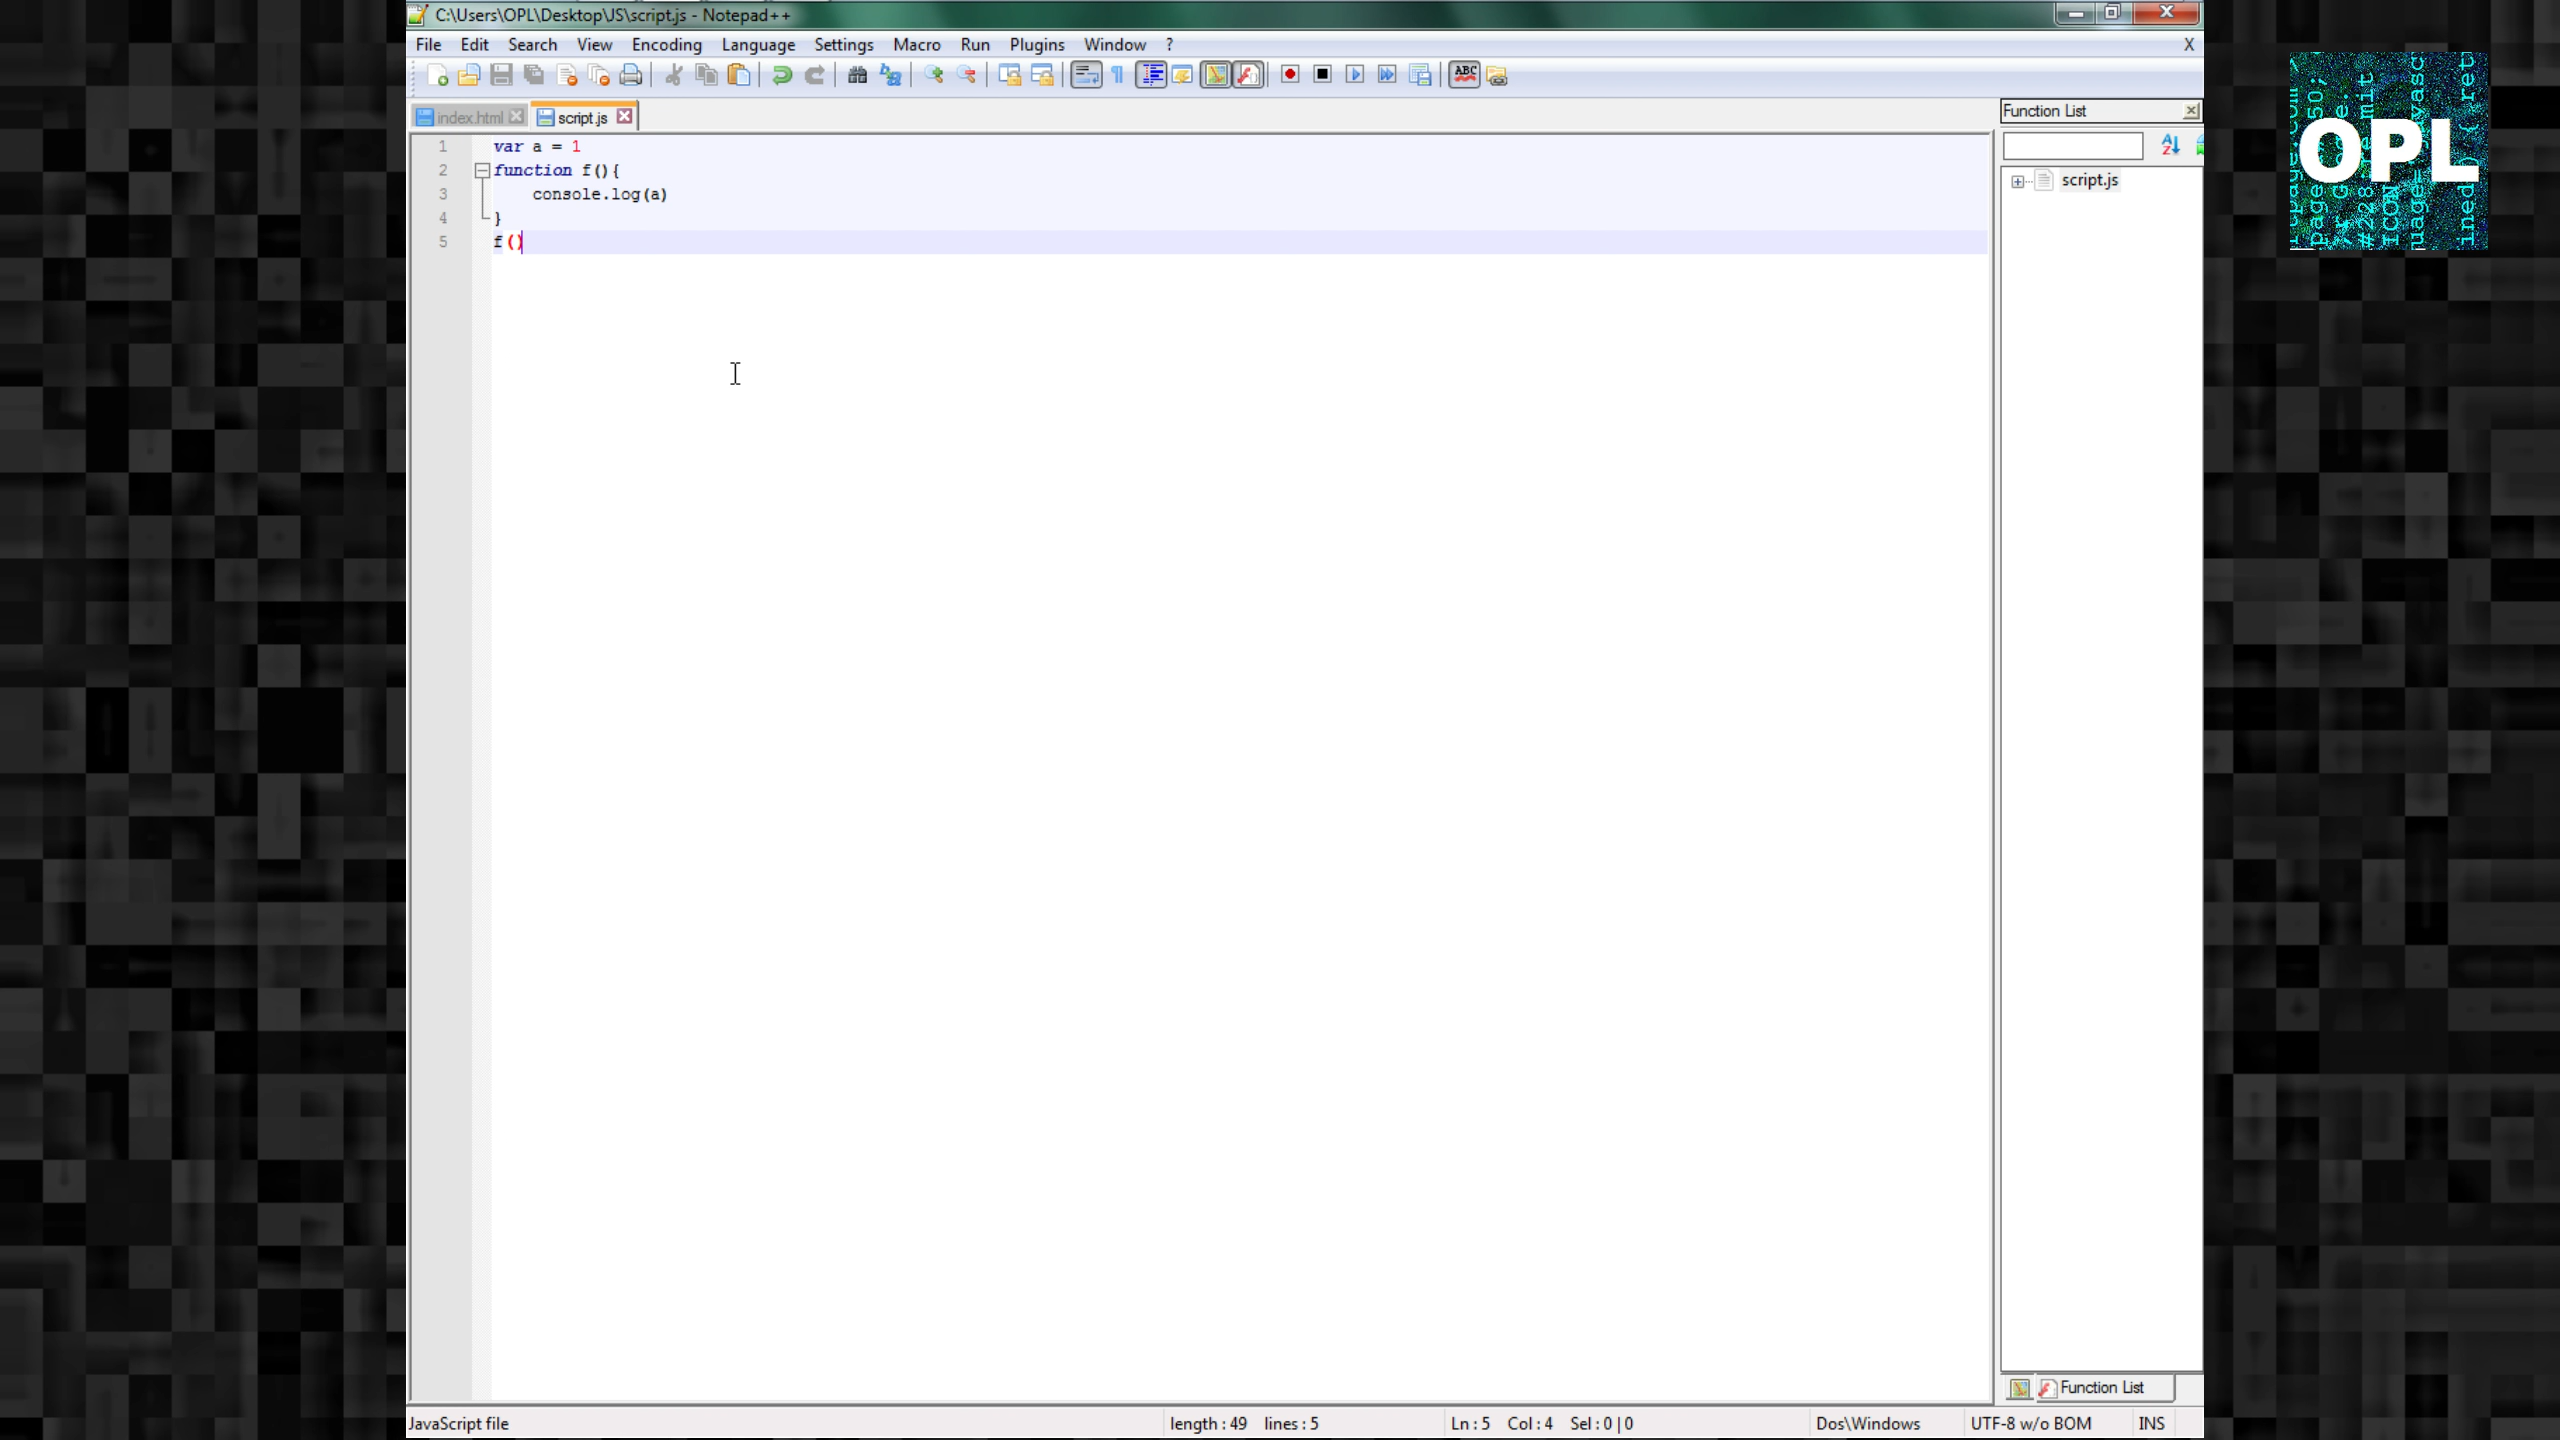 C:\Users\OPL\Desktop\JS\script.js - Notepad++
File Edit Search View Encoding Language Settings Macro Run Plugins Window ? X
ABC
index.html script.js
Function List
1 var a = 1
2 function f(){
3 console.log(a)
4 }
5 f()
script.js
OPL
Function List
JavaScript file length : 49 lines : 5 Ln : 5 Col : 4 Sel : 0 | 0 Dos\Windows UTF-8 w/o BOM INS